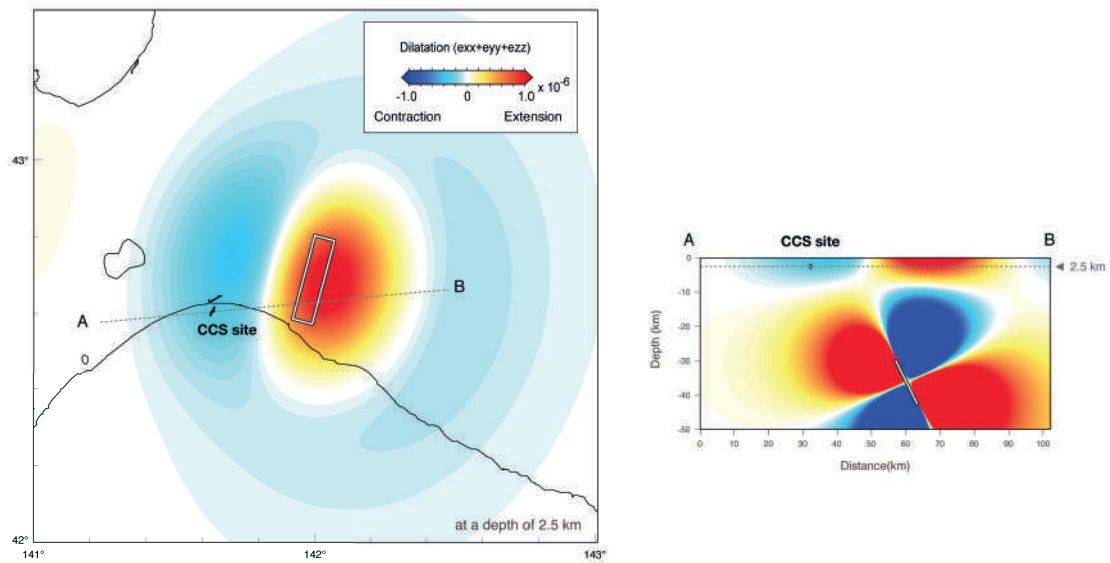 Dilatation (exx+eyy+ezz)
-1.0 0 1.0 x 10⁻⁶
Contraction Extension
43°
A
B
CCS site
at a depth of 2.5 km
42°
141° 142° 143°
A CCS site B
0
-10
-20
-30
-40
-50
2.5 km
Depth (km)
0 10 20 30 40 50 60 70 80 90 100
Distance(km)